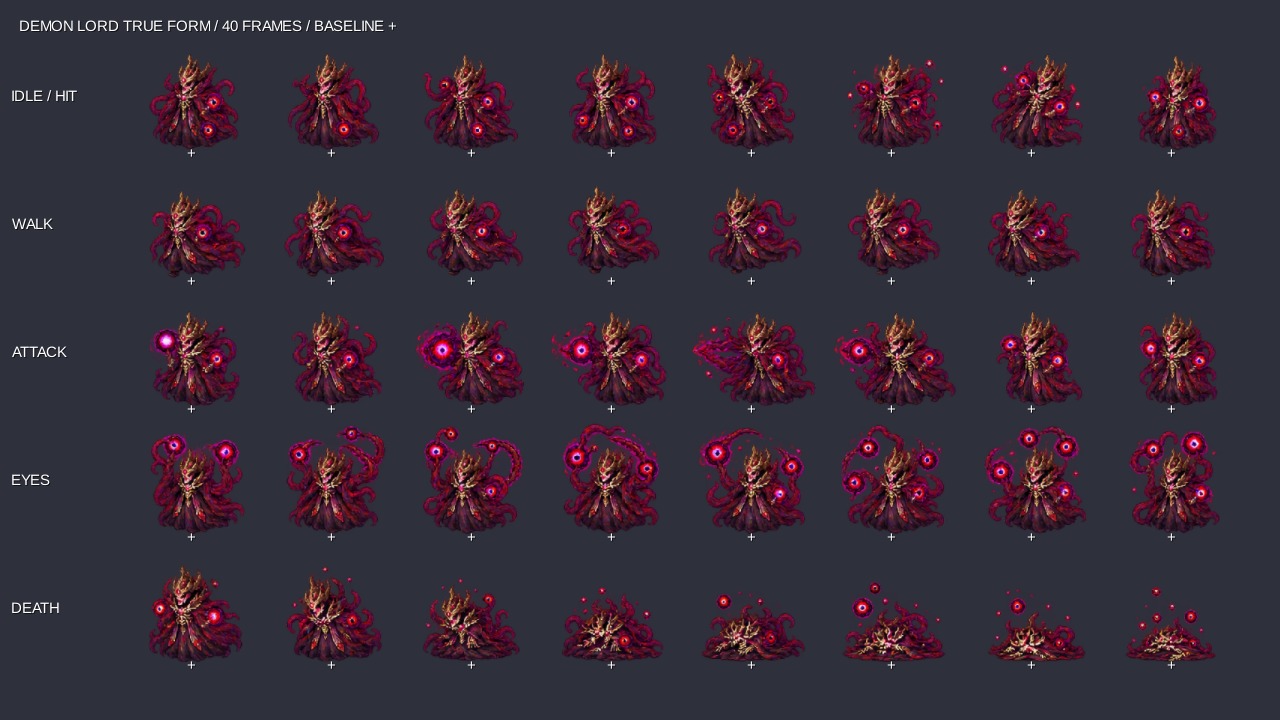 DEMON LORD TRUE FORM / 40 FRAMES / BASELINE +
IDLE / HIT
WALK
ATTACK
EYES
DEATH